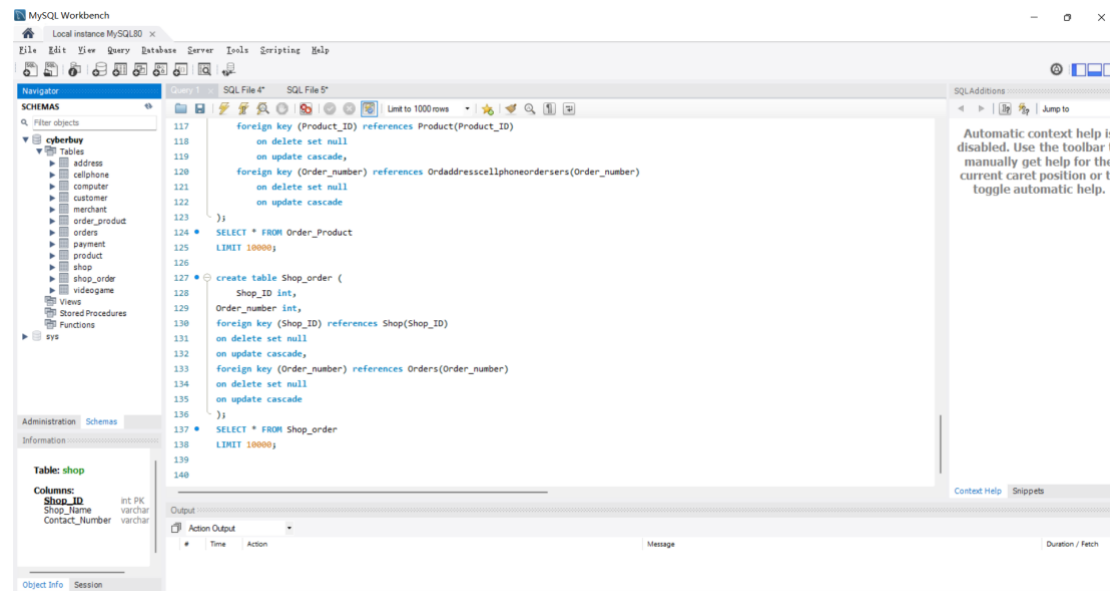 MySQL Workbench
Local instance MySQL80
File Edit View Query Database Server Tools Scripting Help
Navigator
SCHEMAS
Filter objects
cyberbuy
Tables
address
cellphone
computer
customer
merchant
order_product
orders
payment
product
shop
shop_order
videogame
Views
Stored Procedures
Functions
sys
Administration Schemas
Information
Table: shop
Columns:
Shop_ID int PK
Shop_Name varchar
Contact_Number varchar
Object Info Session
Query 1 SQL File 4* SQL File 5*
Limit to 1000 rows
117 foreign key (Product_ID) references Product(Product_ID)
118 on delete set null
119 on update cascade,
120 foreign key (Order_number) references Ordaddresscellphoneordersers(Order_number)
121 on delete set null
122 on update cascade
123 );
124 SELECT * FROM Order_Product
125 LIMIT 10000;
126
127 create table Shop_order (
128 Shop_ID int,
129 Order_number int,
130 foreign key (Shop_ID) references Shop(Shop_ID)
131 on delete set null
132 on update cascade,
133 foreign key (Order_number) references Orders(Order_number)
134 on delete set null
135 on update cascade
136 );
137 SELECT * FROM Shop_order
138 LIMIT 10000;
139
140
Output
Action Output
# Time Action Message Duration / Fetch
SQLAdditions
Jump to
Automatic context help is
disabled. Use the toolbar t
manually get help for the
current caret position or t
toggle automatic help.
Context Help Snippets